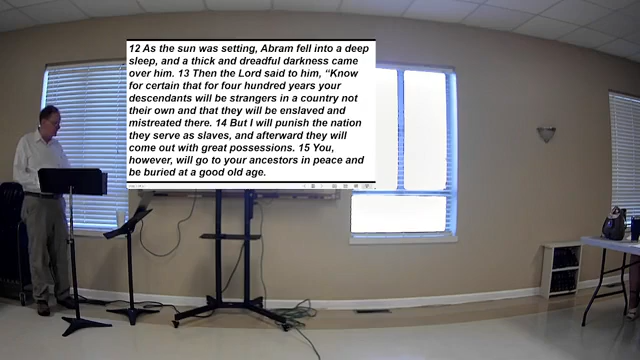 12 As the sun was setting, Abram fell into a deep
sleep, and a thick and dreadful darkness came
over him. 13 Then the Lord said to him, “Know
for certain that for four hundred years your
descendants will be strangers in a country not
their own and that they will be enslaved and
mistreated there. 14 But I will punish the nation
they serve as slaves, and afterward they will
come out with great possessions. 15 You,
however, will go to your ancestors in peace and
be buried at a good old age.